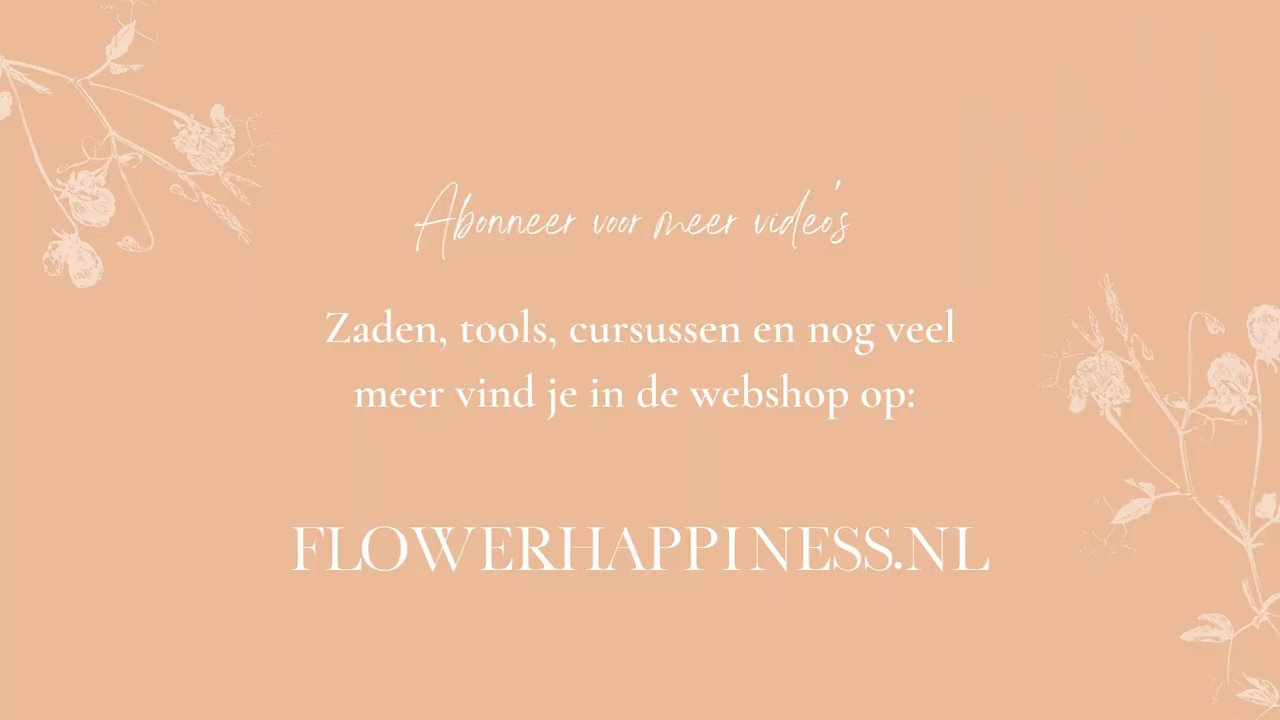 Abonneer voor meer video's
Zaden, tools, cursussen en nog veel
meer vind je in de webshop op:
FLOWERHAPPINESS.NL